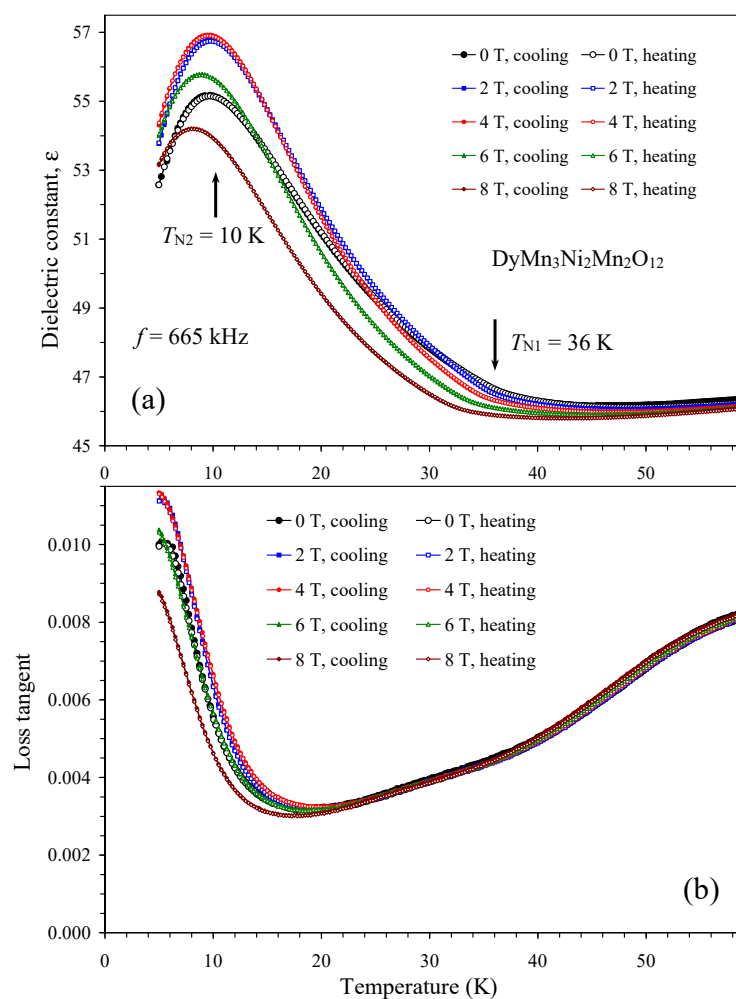 Dielectric constant, ε
57
55
53
51
49
47
45
0 T, cooling 0 T, heating
2 T, cooling 2 T, heating
4 T, cooling 4 T, heating
6 T, cooling 6 T, heating
8 T, cooling 8 T, heating
TN2 = 10 K
DyMn3Ni2Mn2O12
f = 665 kHz
TN1 = 36 K
(a)
0 10 20 30 40 50
Loss tangent
0.010
0.008
0.006
0.004
0.002
0.000
0 T, cooling 0 T, heating
2 T, cooling 2 T, heating
4 T, cooling 4 T, heating
6 T, cooling 6 T, heating
8 T, cooling 8 T, heating
(b)
0 10 20 30 40 50
Temperature (K)